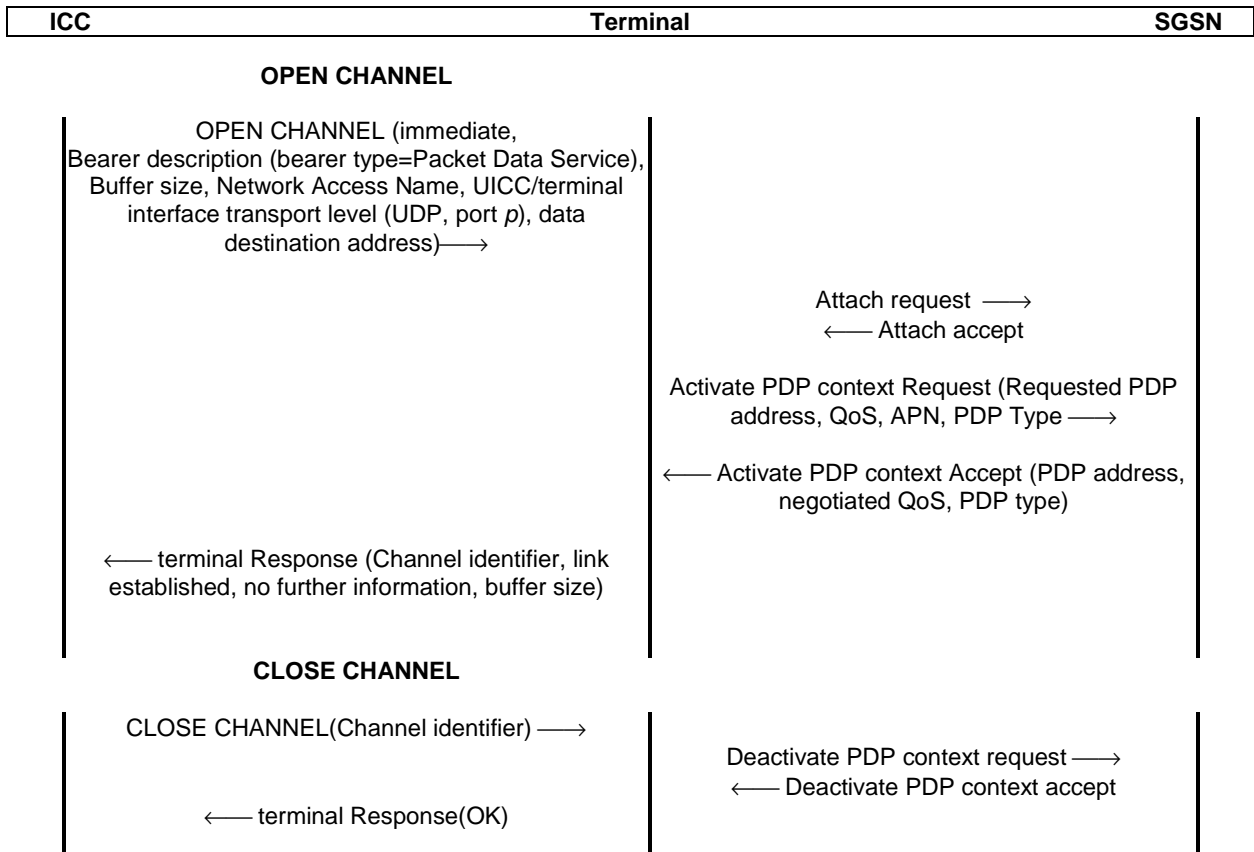 ICC Terminal SGSN
OPEN CHANNEL
OPEN CHANNEL (immediate,
Bearer description (bearer type=Packet Data Service),
Buffer size, Network Access Name, UICC/terminal
interface transport level (UDP, port p), data
destination address)⟶
Attach request ⟶
⟵ Attach accept
Activate PDP context Request (Requested PDP
address, QoS, APN, PDP Type ⟶
⟵ Activate PDP context Accept (PDP address,
negotiated QoS, PDP type)
⟵ terminal Response (Channel identifier, link
established, no further information, buffer size)
CLOSE CHANNEL
CLOSE CHANNEL(Channel identifier) ⟶
Deactivate PDP context request ⟶
⟵ Deactivate PDP context accept
⟵ terminal Response(OK)